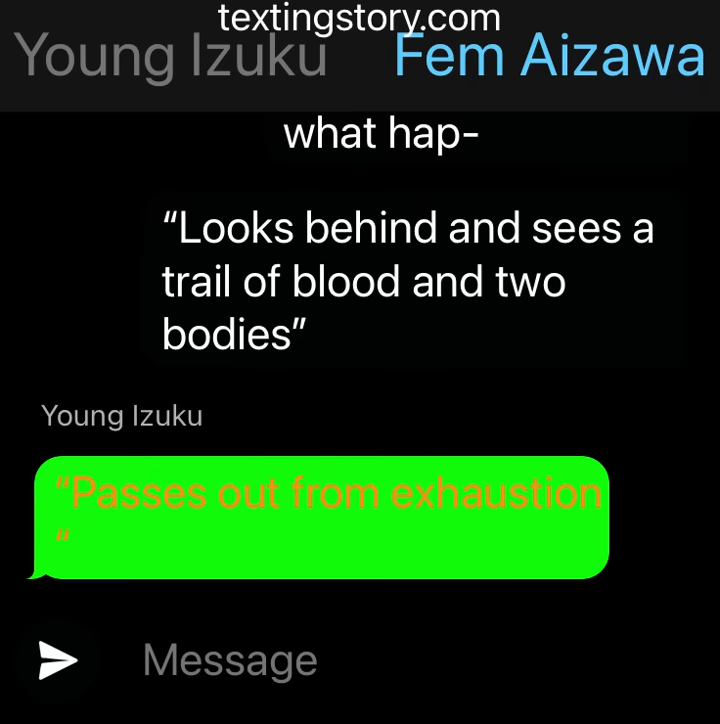 textingstory.com
Young Izuku Fem Aizawa
what hap-
“Looks behind and sees a
trail of blood and two
bodies”
Young Izuku
“Passes out from exhaustion
“
Message